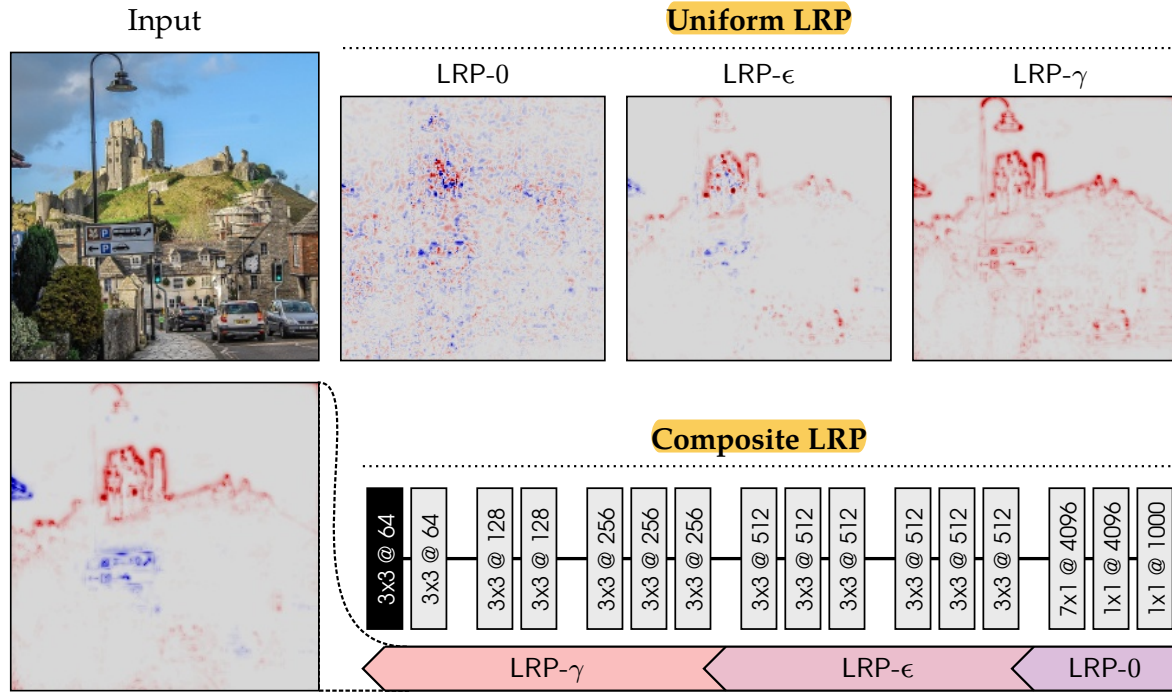 Input
Uniform LRP
LRP-0
LRP-ϵ
LRP-γ
P
P
Composite LRP
3x3 @ 64
3x3 @ 64
3x3 @ 128
3x3 @ 128
3x3 @ 256
3x3 @ 256
3x3 @ 256
3x3 @ 512
3x3 @ 512
3x3 @ 512
3x3 @ 512
3x3 @ 512
3x3 @ 512
7x1 @ 4096
1x1 @ 4096
1x1 @ 1000
LRP-γ
LRP-ϵ
LRP-0